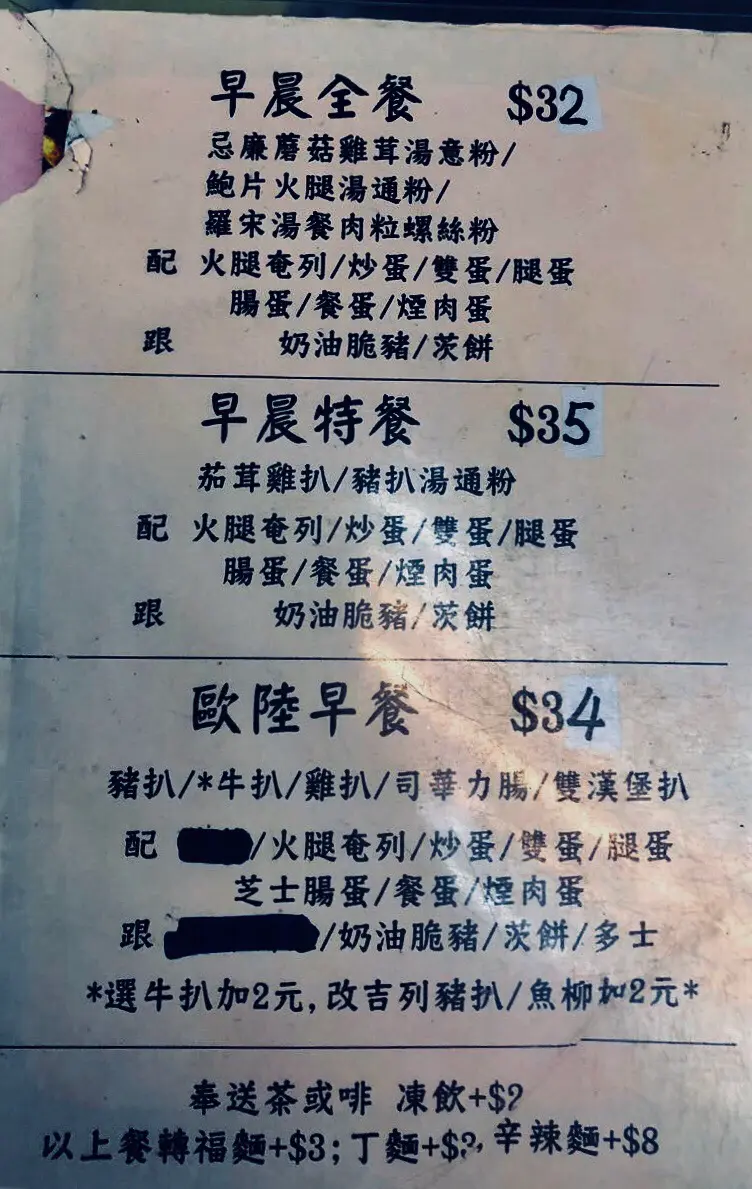 早晨全餐 $32
忌廉蘑菇雞茸湯意粉/
鮑片火腿湯通粉/
羅宋湯餐肉粒螺絲粉
配 火腿奄列/炒蛋/雙蛋/腿蛋
腸蛋/餐蛋/煙肉蛋
跟 奶油脆豬/茨餅
早晨特餐 $35
茄茸雞扒/豬扒湯通粉
配 火腿奄列/炒蛋/雙蛋/腿蛋
腸蛋/餐蛋/煙肉蛋
跟 奶油脆豬/茨餅
歐陸早餐 $34
豬扒/*牛扒/雞扒/司華力腸/雙漢堡扒
配 /火腿奄列/炒蛋/雙蛋/腿蛋
芝士腸蛋/餐蛋/煙肉蛋
跟 /奶油脆豬/茨餅/多士
*選牛扒加2元,改吉列豬扒/魚柳加2元*
奉送茶或啡 凍飲+$2
以上餐轉福麵+$3;丁麵+$ 辛辣麵+$8